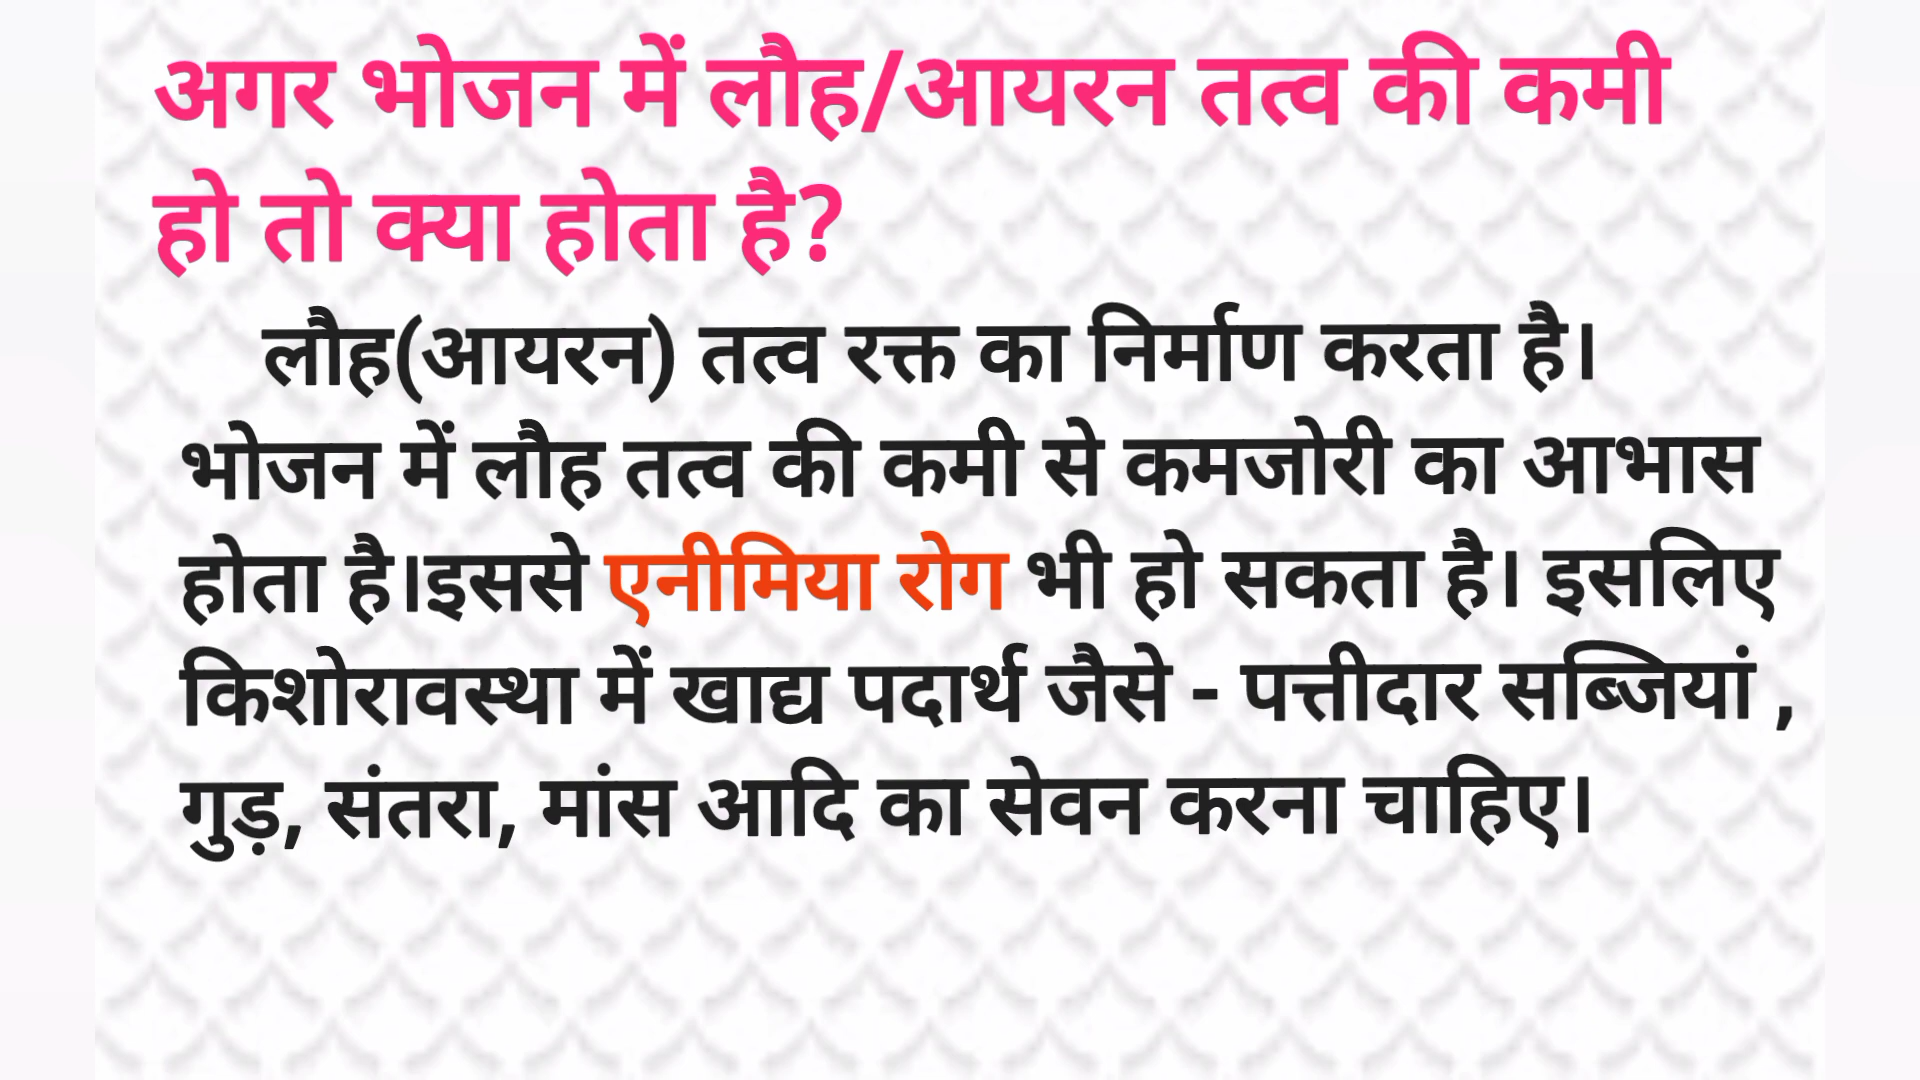 अगर भोजन में लौह/आयरन तत्व की कमी
हो तो क्या होता है?
लौह(आयरन) तत्व रक्त का निर्माण करता है।
भोजन में लौह तत्व की कमी से कमजोरी का आभास
होता है।इससे एनीमिया रोग भी हो सकता है। इसलिए
किशोरावस्था में खाद्य पदार्थ जैसे - पत्तीदार सब्जियां ,
गुड़, संतरा, मांस आदि का सेवन करना चाहिए।